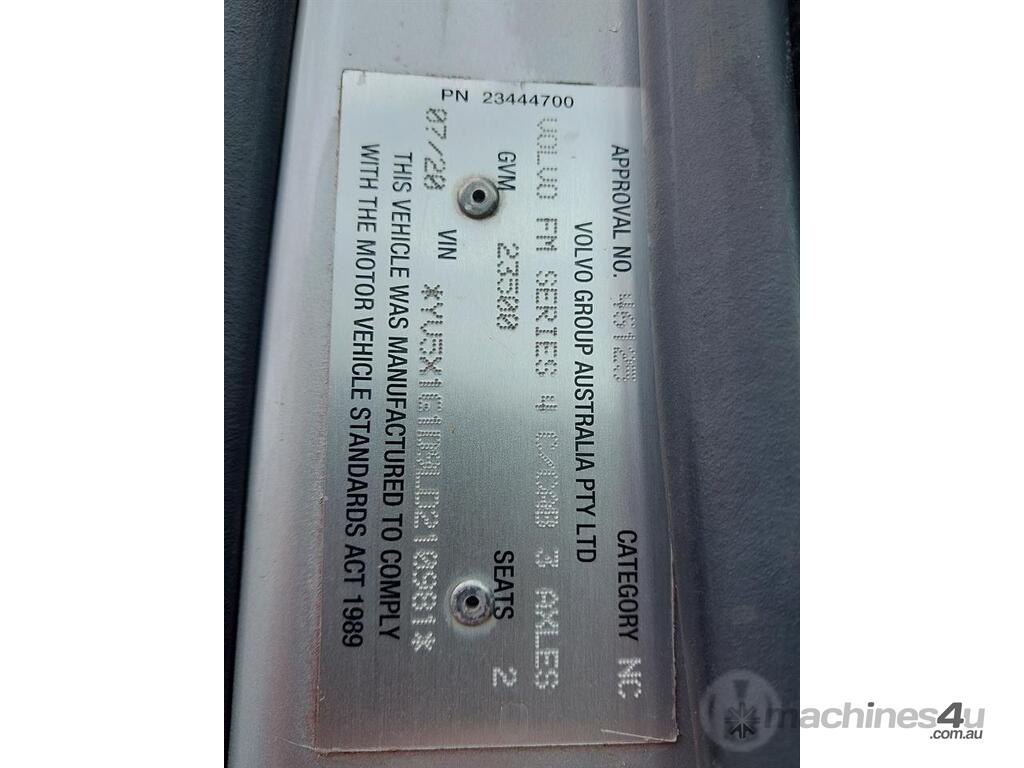 APPROVAL NO. 46125 CATEGORY NC
VOLVO GROUP AUSTRALIA PTY LTD
VOLVO FM SERIES 4 C/CAB 3 AXLES
GVM 23500 SEATS 2
07/20 VIN
THIS VEHICLE WAS MANUFACTURED TO COMPLY
WITH THE MOTOR VEHICLE STANDARDS ACT 1989
PN 23444700
machines4u
.com.au